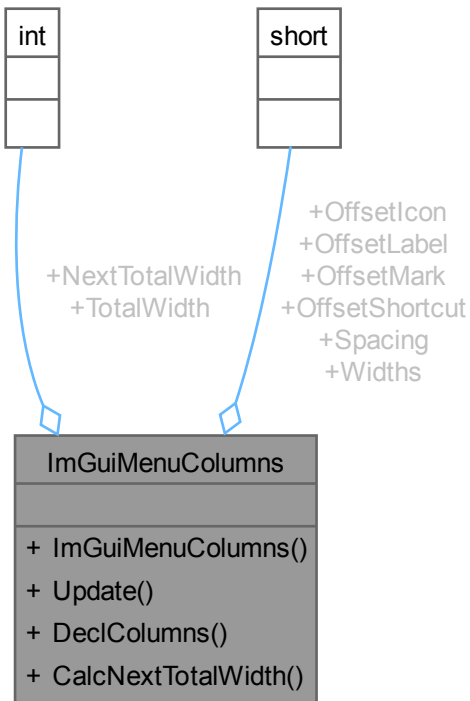 int
short
+NextTotalWidth
+TotalWidth
+OffsetIcon
+OffsetLabel
+OffsetMark
+OffsetShortcut
+Spacing
+Widths
ImGuiMenuColumns
+ ImGuiMenuColumns()
+ Update()
+ DeclColumns()
+ CalcNextTotalWidth()